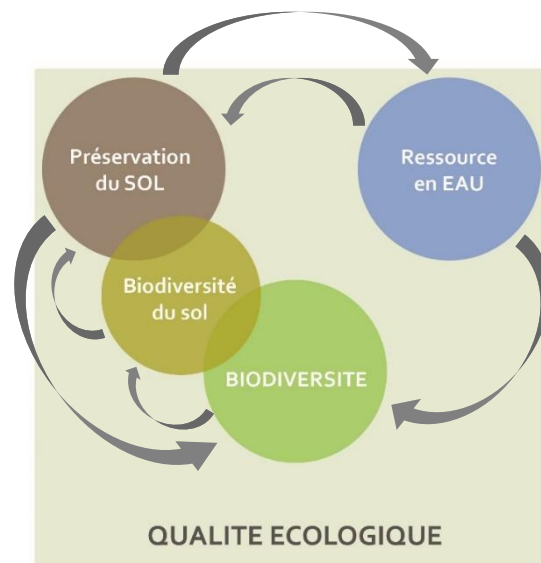 Préservation
du SOL
Ressource
en EAU
Biodiversité
du sol
BIODIVERSITE
QUALITE ECOLOGIQUE